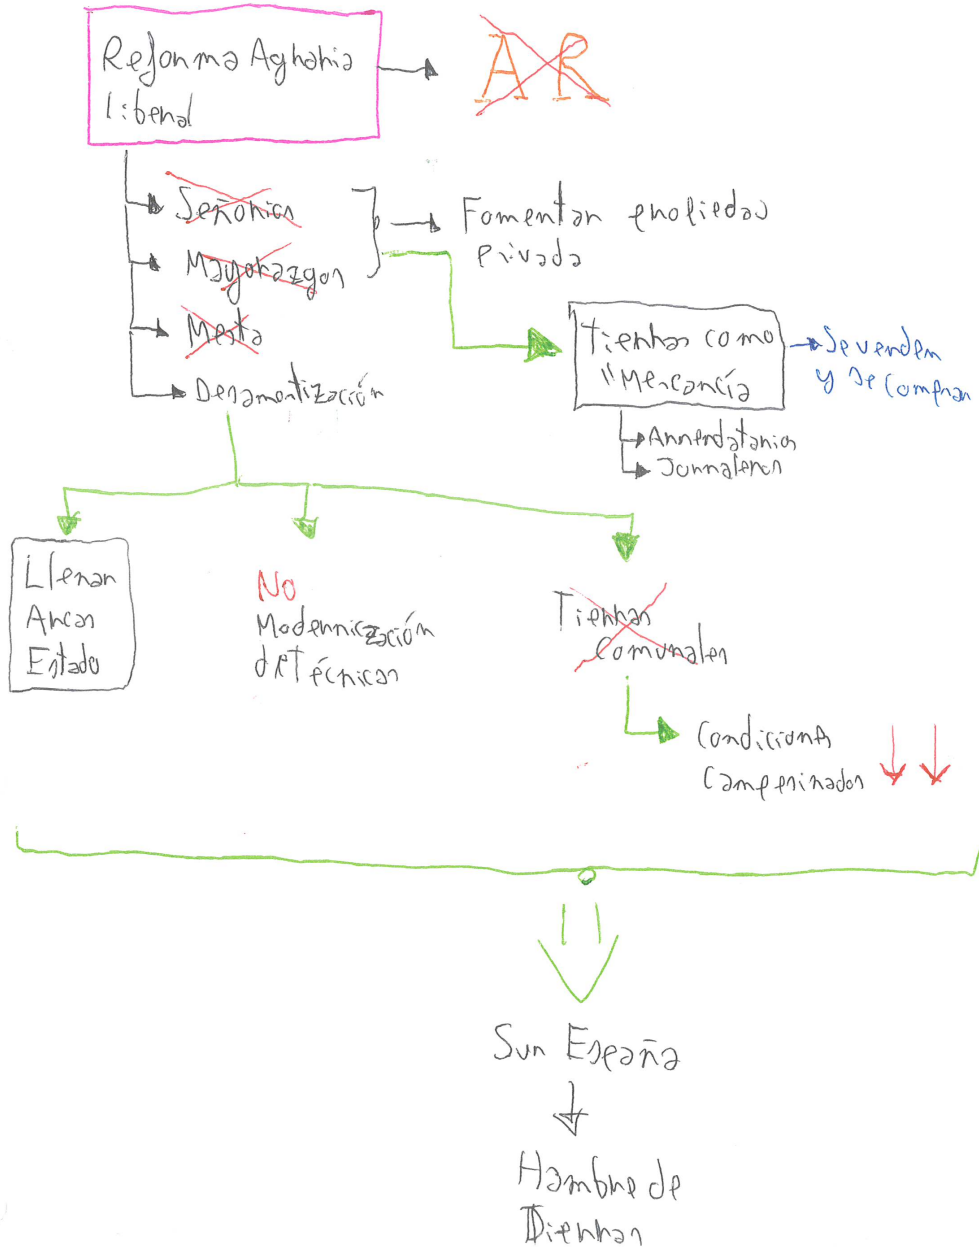 Reforma Agraria
liberal
AR
Señorios
Mayorazgos
Mesta
Desamortización
Fomentar propiedad
privada
Tierras como
"Mercancía
Se venden
y se compran
Arrendatarios
Jornaleros
Llenar
Arcas
Estado
NO
Modernización
de Técnicas
Tierras
Comunales
Condiciones
Campesinados
Sur España
Hambre de
Tierras